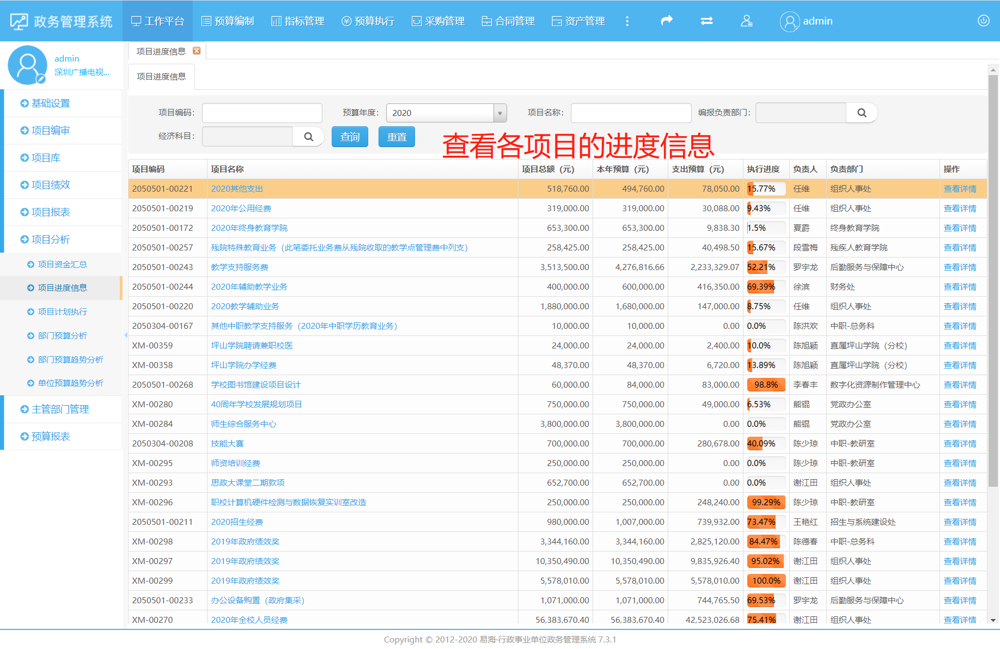 政务管理系统 工作平台 预算编制 指标管理 预算执行 采购管理 合同管理 资产管理 admin
admin
深圳广播电视...
基础设置
项目编审
项目库
项目绩效
项目报表
项目分析
项目资金汇总
项目进度信息
项目计划执行
部门预算分析
部门预算趋势分析
单位预算趋势分析
主管部门管理
预算报表
项目进度信息
项目进度信息
项目编码: 预算年度: 2020 项目名称: 编报负责部门:
经济科目: 查询 重置
查看各项目的进度信息
项目编码 项目名称 项目总额（元） 本年预算（元） 支出预算（元） 执行进度 负责人 负责部门 操作
2050501-00221 2020其他支出 518,760.00 494,760.00 78,050.00 15.77% 任维 组织人事处 查看详情
2050501-00219 2020年公用经费 319,000.00 319,000.00 30,088.00 9.43% 任维 组织人事处 查看详情
2050501-00172 2020年终身教育学院 653,300.00 653,300.00 9,838.30 1.5% 夏霨 终身教育学院 查看详情
2050501-00257 残院特殊教育业务（此笔委托业务费从残院收取的教学点管理费中列支） 258,425.00 258,425.00 40,498.50 15.67% 段雪梅 残疾人教育学院 查看详情
2050501-00243 教学支持服务费 3,513,500.00 4,276,816.66 2,233,329.07 52.21% 罗宇龙 后勤服务与保障中心 查看详情
2050501-00244 2020年辅助教学业务 400,000.00 600,000.00 416,350.00 69.39% 徐滨 财务处 查看详情
2050501-00220 2020教学辅助业务 1,880,000.00 1,680,000.00 147,000.00 8.75% 任维 组织人事处 查看详情
2050304-00167 其他中职教学支持服务（2020年中职学历教育业务） 10,000.00 10,000.00 0.00 0.0% 陈洪欢 中职-总务科 查看详情
XM-00359 坪山学院聘请兼职校医 24,000.00 24,000.00 2,400.00 10.0% 陈旭颖 直属坪山学院（分校） 查看详情
XM-00358 坪山学院办学经费 48,370.00 48,370.00 6,720.00 13.89% 陈旭颖 直属坪山学院（分校） 查看详情
2050501-00268 学校图书馆建设项目设计 60,000.00 84,000.00 83,000.00 98.8% 李春丰 数字化资源制作管理中心 查看详情
XM-00280 40周年学校发展规划项目 750,000.00 750,000.00 49,000.00 6.53% 熊锟 党政办公室 查看详情
XM-00284 师生综合服务中心 3,800,000.00 3,800,000.00 0.00 0.0% 熊锟 党政办公室 查看详情
2050304-00208 技能大赛 700,000.00 700,000.00 280,678.00 40.09% 陈少琼 中职-教研室 查看详情
XM-00295 师资培训经费 250,000.00 250,000.00 0.00 0.0% 陈少琼 中职-教研室 查看详情
XM-00293 思政大课堂二期款项 652,700.00 652,700.00 0.00 0.0% 谢江田 组织人事处 查看详情
XM-00296 职校计算机硬件检测与数据恢复实训室改造 250,000.00 250,000.00 248,240.00 99.29% 陈少琼 中职-教研室 查看详情
2050501-00211 2020招生经费 980,000.00 1,007,000.00 739,932.00 73.47% 王艳红 招生与系统建设处 查看详情
XM-00298 2019年政府绩效奖 3,344,160.00 3,344,160.00 2,825,120.00 84.47% 陈德春 中职-总务科 查看详情
XM-00297 2019年政府绩效奖 10,350,490.00 10,350,490.00 9,835,926.40 95.02% 谢江田 组织人事处 查看详情
XM-00299 2019年政府绩效奖 5,578,010.00 5,578,010.00 5,578,010.00 100.0% 谢江田 组织人事处 查看详情
2050501-00233 办公设备购置（政府集采） 1,071,000.00 1,071,000.00 744,765.50 69.53% 罗宇龙 后勤服务与保障中心 查看详情
XM-00270 2020年全校人员经费 56,383,670.40 56,383,670.40 42,523,026.68 75.41% 谢江田 组织人事处 查看详情
Copyright © 2012-2020 易海·行政事业单位政务管理系统 7.3.1